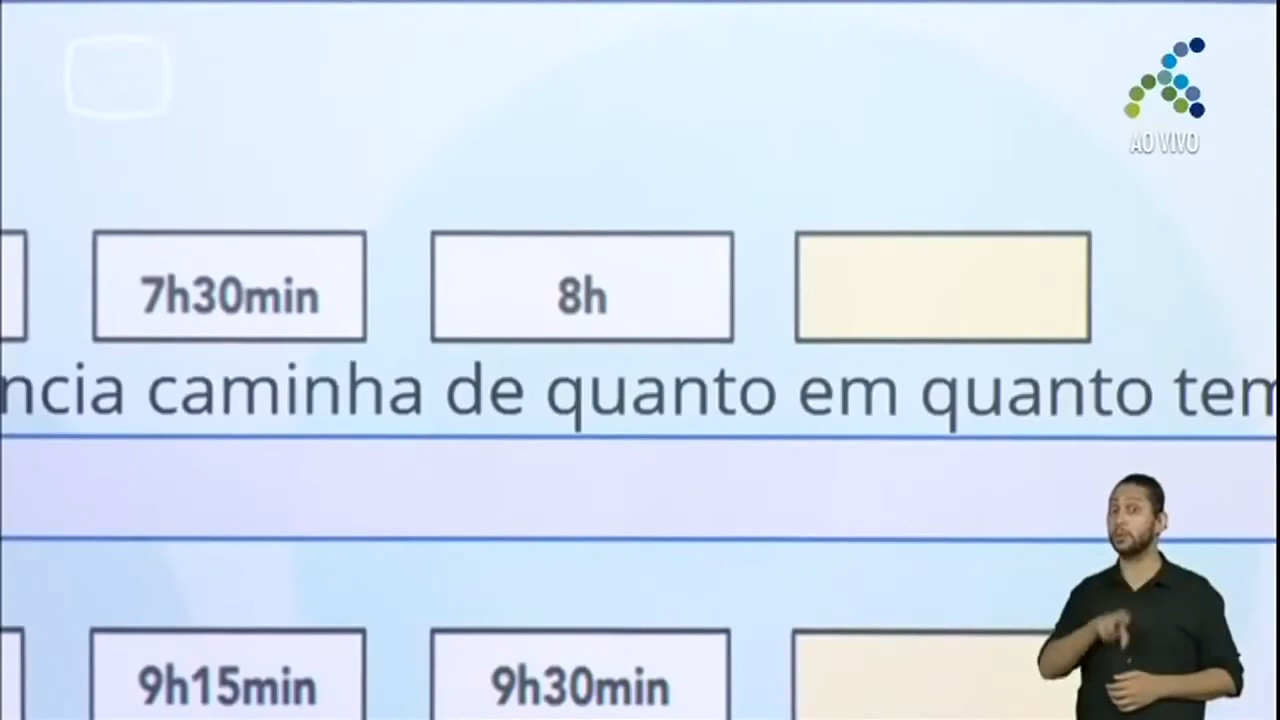 AO VIVO
7h30min
8h
ncia caminha de quanto em quanto tem
9h15min
9h30min